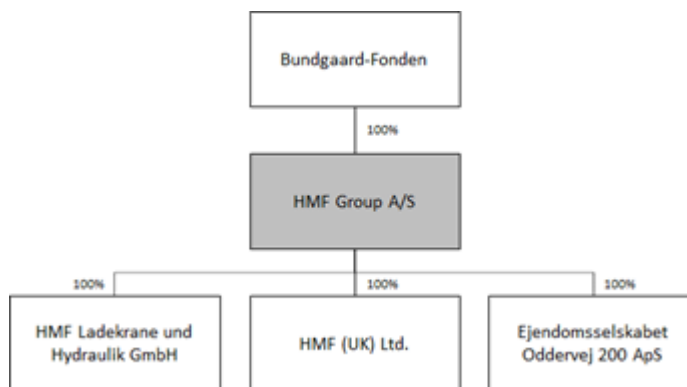 Bundgaard-Fonden
100%
HMF Group A/S
100%
100%
100%
HMF Ladekrane und
Hydraulik GmbH
HMF (UK) Ltd.
Ejendomsselskabet
Oddervej 200 ApS